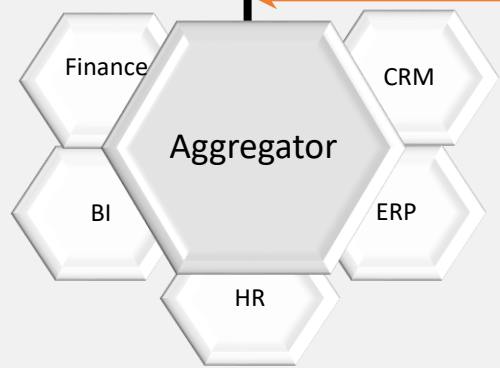 Finance
CRM
Aggregator
BI
ERP
HR